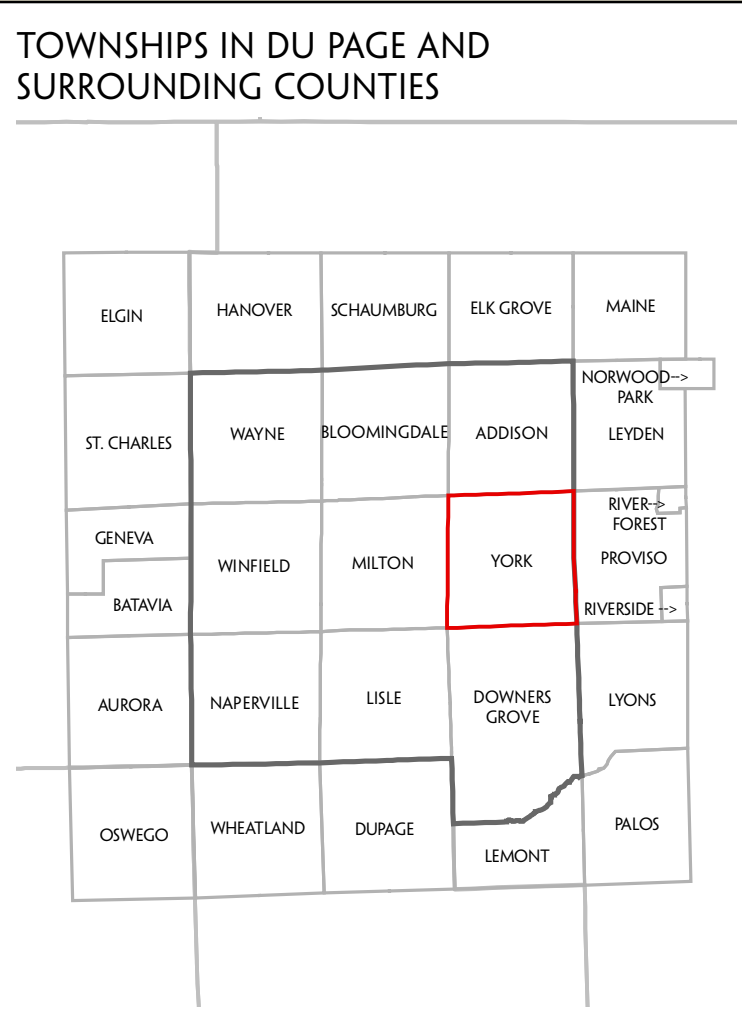 TOWNSHIPS IN DU PAGE AND
SURROUNDING COUNTIES
ELGIN
HANOVER
SCHAUMBURG
ELK GROVE
MAINE
NORWOOD-->
PARK
ST. CHARLES
WAYNE
BLOOMINGDALE
ADDISON
LEYDEN
RIVER-->
FOREST
GENEVA
WINFIELD
MILTON
YORK
PROVISO
BATAVIA
RIVERSIDE -->
AURORA
NAPERVILLE
LISLE
DOWNERS
GROVE
LYONS
OSWEGO
WHEATLAND
DUPAGE
LEMONT
PALOS